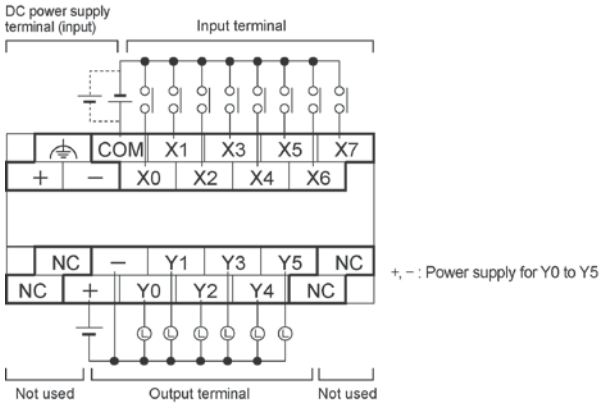 DC power supply
terminal (input)
Input terminal
COM X1 X3 X5 X7
+ − X0 X2 X4 X6
NC − Y1 Y3 Y5 NC
NC + Y0 Y2 Y4 NC
+, − : Power supply for Y0 to Y5
L L L L L L
Not used Output terminal Not used